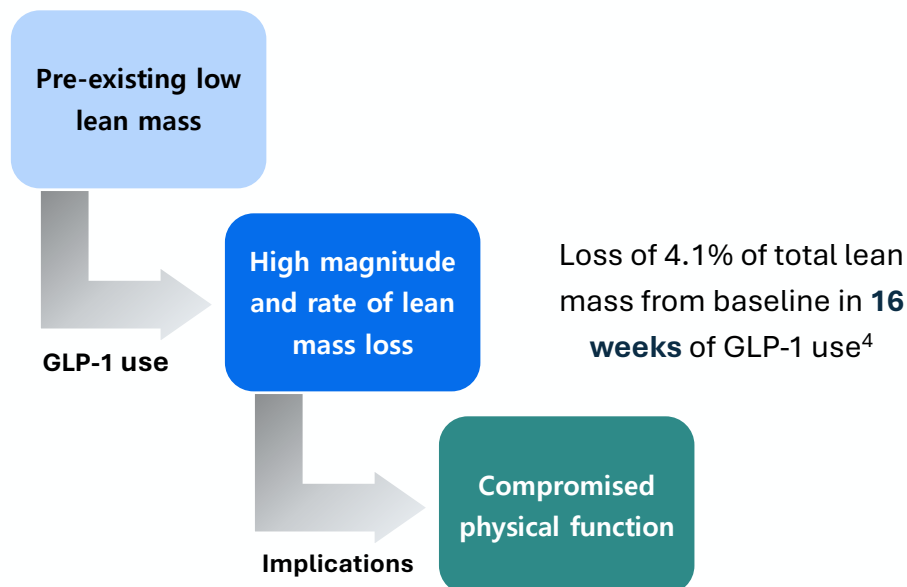 Pre-existing low
lean mass
GLP-1 use
High magnitude
and rate of lean
mass loss
Loss of 4.1% of total lean
mass from baseline in 16
weeks of GLP-1 use⁴
Implications
Compromised
physical function